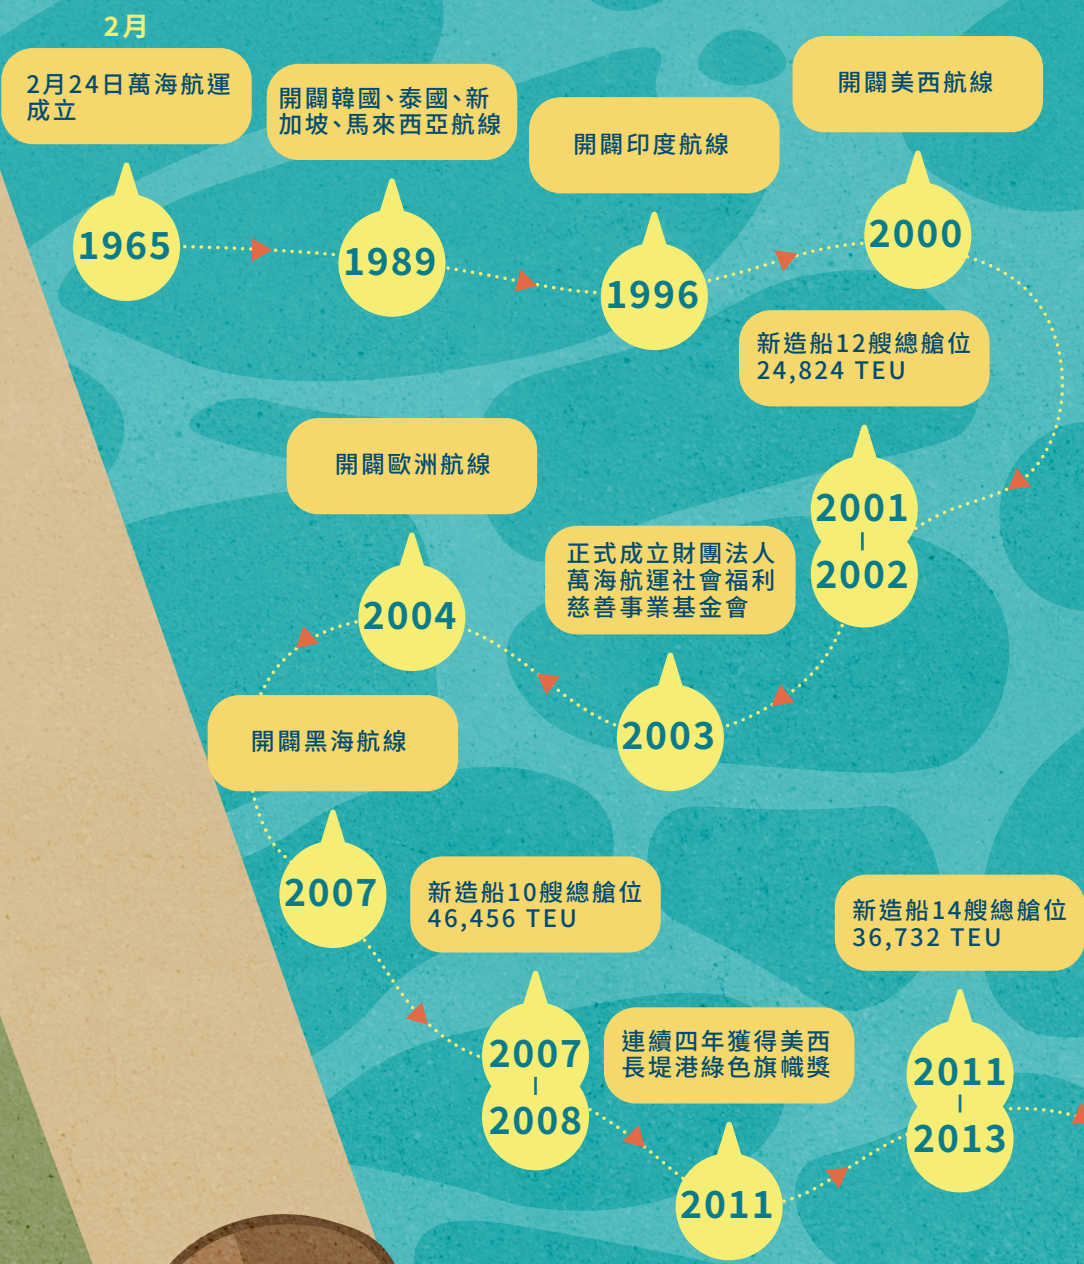 2月
2月24日萬海航運
成立
1965
開闢韓國、泰國、新
加坡、馬來西亞航線
1989
開闢印度航線
1996
開闢美西航線
2000
新造船12艘總艙位
24,824 TEU
2001
–
2002
正式成立財團法人
萬海航運社會福利
慈善事業基金會
2003
開闢歐洲航線
2004
開闢黑海航線
2007
新造船10艘總艙位
46,456 TEU
2007
–
2008
連續四年獲得美西
長堤港綠色旗幟獎
2011
新造船14艘總艙位
36,732 TEU
2011
–
2013